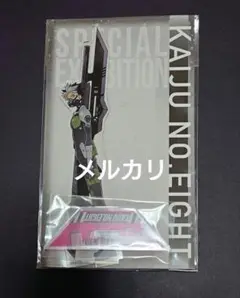 SPECIAL
EXHIBITION
KAIJU NO.EIGHT
メルカリ